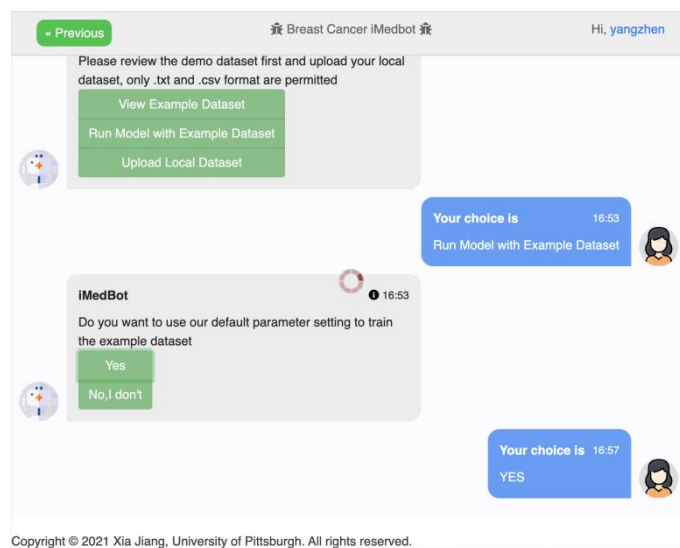 « Previous
Breast Cancer iMedbot
Hi, yangzhen
Please review the demo dataset first and upload your local
dataset, only .txt and .csv format are permitted
View Example Dataset
Run Model with Example Dataset
Upload Local Dataset
Your choice is 16:53
Run Model with Example Dataset
iMedBot 16:53
Do you want to use our default parameter setting to train
the example dataset
Yes
No,I don't
Your choice is 16:57
YES
Copyright © 2021 Xia Jiang, University of Pittsburgh. All rights reserved.